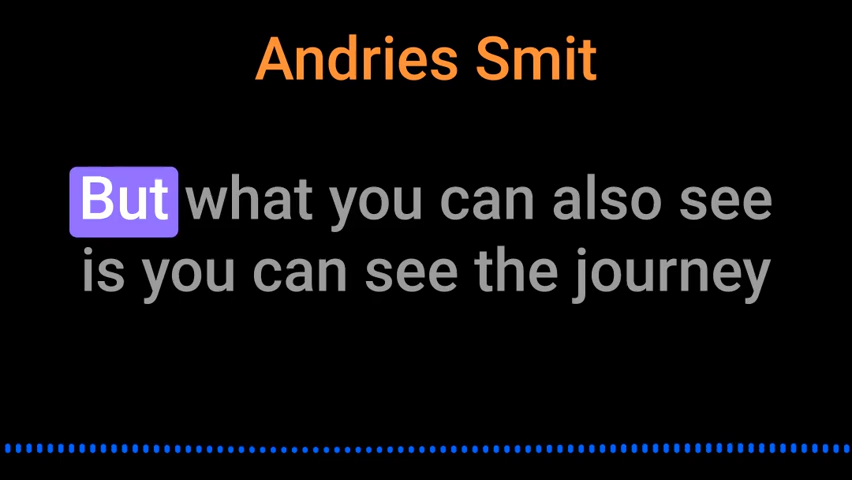 Andries Smit
But what you can also see
is you can see the journey